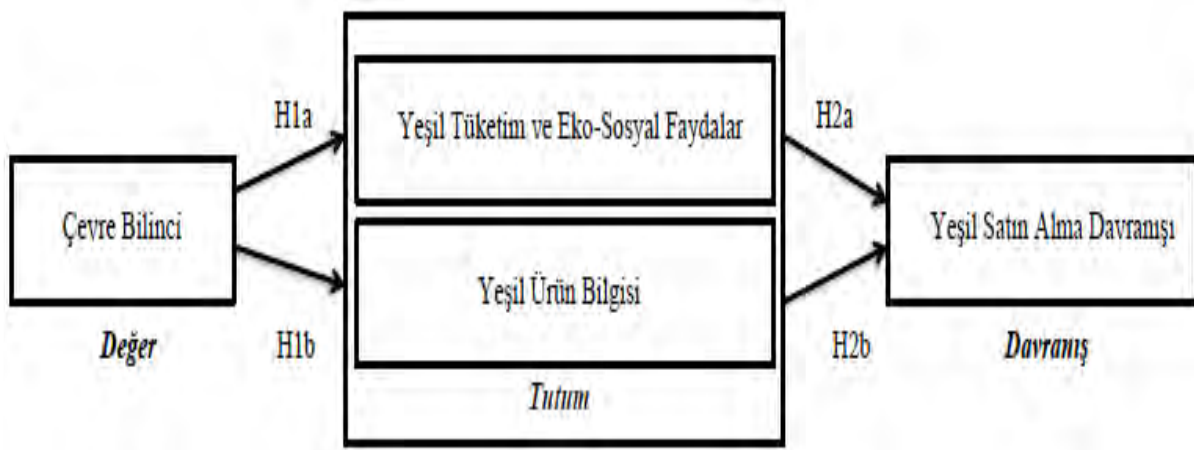 H1a
Yeşil Tüketim ve Eko-Sosyal Faydalar
H2a
Çevre Bilinci
Yeşil Satın Alma Davranışı
Yeşil Ürün Bilgisi
Değer
H1b
H2b
Davranış
Tutum